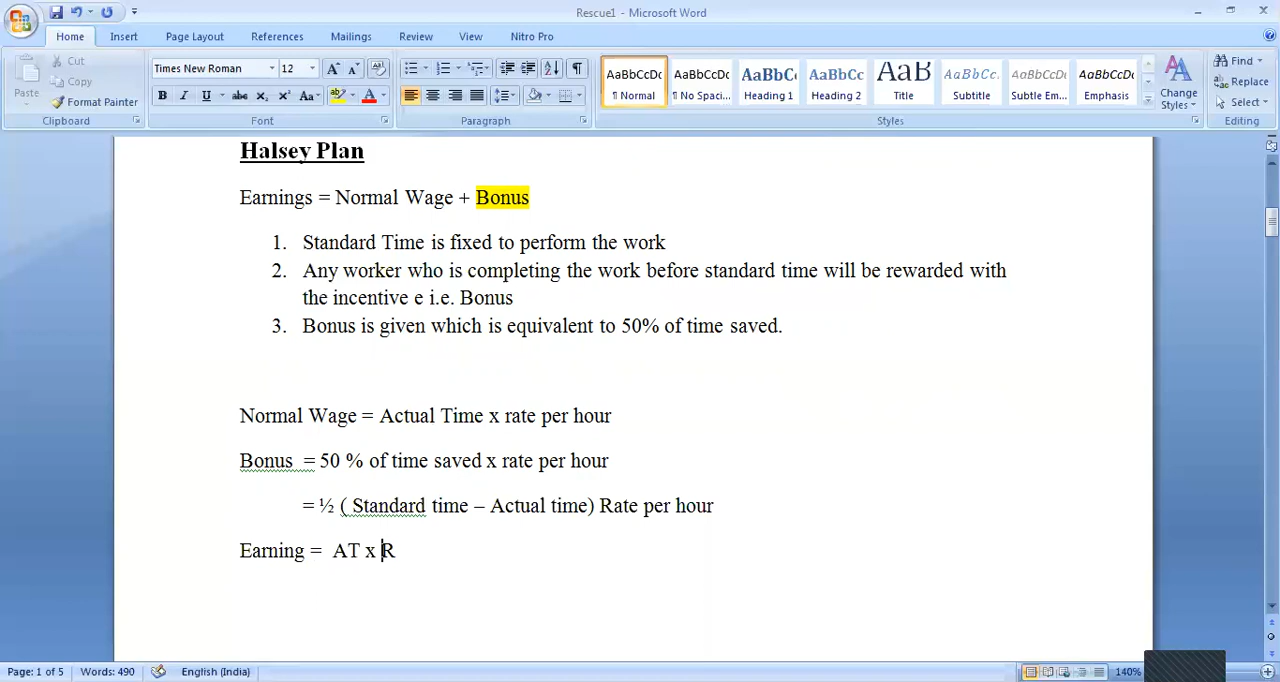 Rescue1 - Microsoft Word
Home Insert Page Layout References Mailings Review View Nitro Pro
Cut
Copy
Paste
Format Painter
Clipboard
Times New Roman 12
Font
Paragraph
AaBbCcDc AaBbCcDc AaBbC AaBbCc AaB AaBbCc. AaBbCcDc AaBbCcDc
¶ Normal ¶ No Spaci... Heading 1 Heading 2 Title Subtitle Subtle Em... Emphasis
Change
Styles
Styles
Find
Replace
Select
Editing
Halsey Plan
Earnings = Normal Wage + Bonus
1. Standard Time is fixed to perform the work
2. Any worker who is completing the work before standard time will be rewarded with
the incentive e i.e. Bonus
3. Bonus is given which is equivalent to 50% of time saved.
Normal Wage = Actual Time x rate per hour
Bonus = 50 % of time saved x rate per hour
= ½ ( Standard time – Actual time) Rate per hour
Earning = AT x R
Page: 1 of 5 Words: 490 English (India) 140%